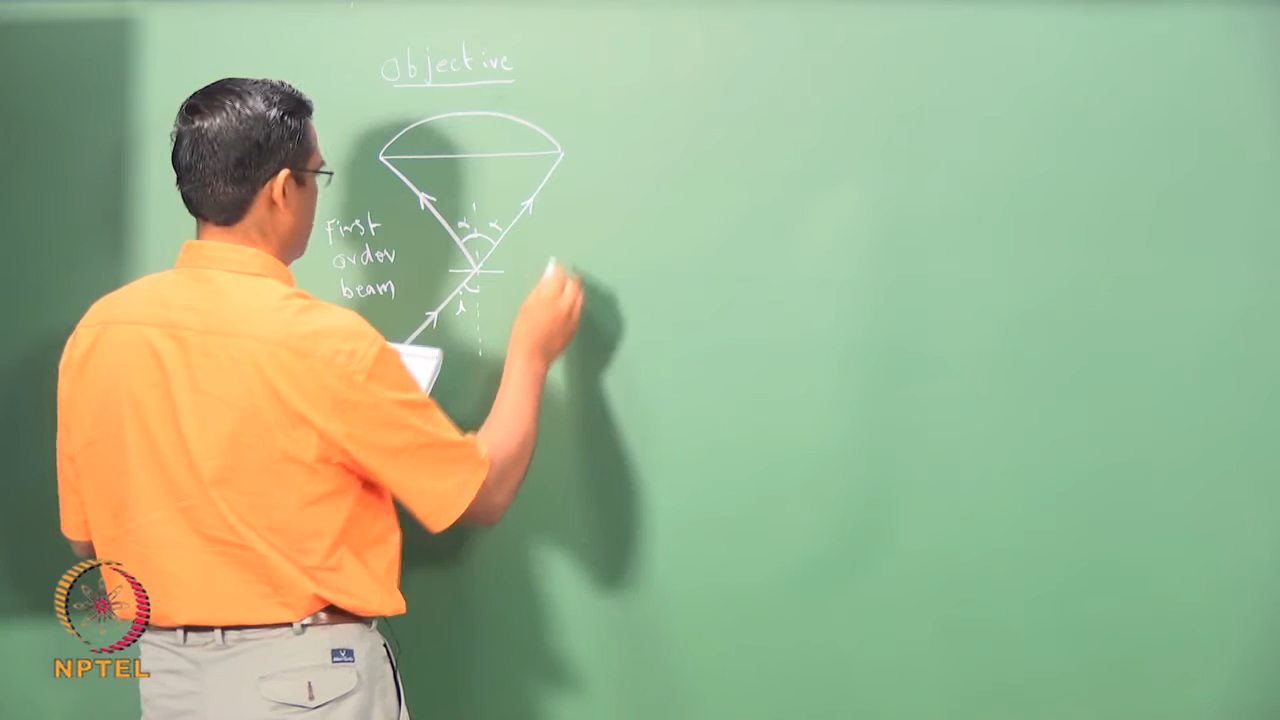 Objective
α α
First
order
beam
i
NPTEL